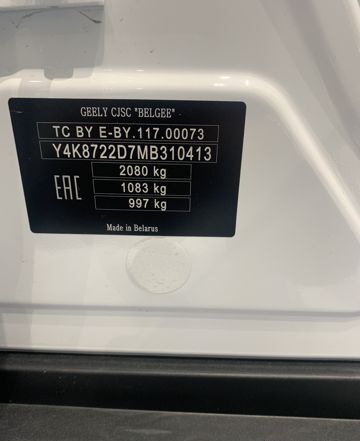 GEELY CJSC "BELGEE"
TC BY E-BY.117.00073
Y4K8722D7MB310413
2080 kg
1083 kg
EAC
997 kg
Made in Belarus